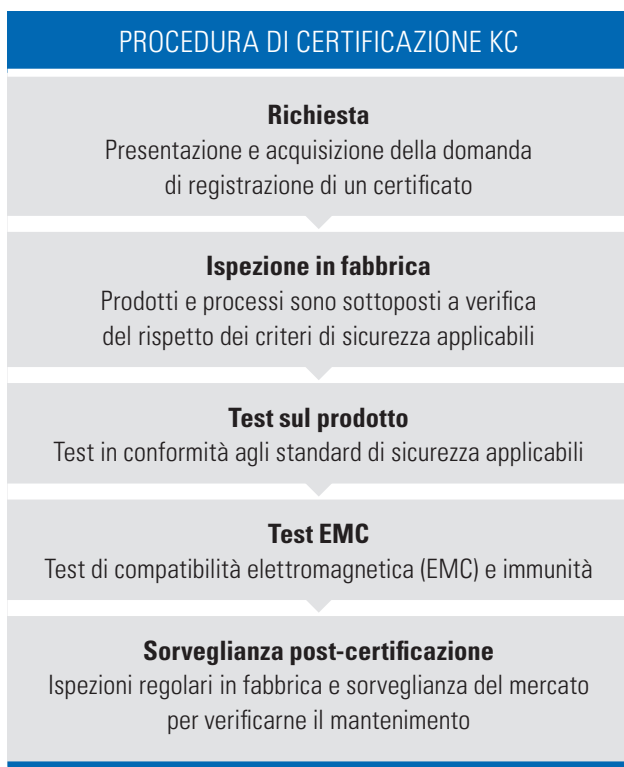 PROCEDURA DI CERTIFICAZIONE KC
Richiesta
Presentazione e acquisizione della domanda
di registrazione di un certificato
Ispezione in fabbrica
Prodotti e processi sono sottoposti a verifica
del rispetto dei criteri di sicurezza applicabili
Test sul prodotto
Test in conformità agli standard di sicurezza applicabili
Test EMC
Test di compatibilità elettromagnetica (EMC) e immunità
Sorveglianza post-certificazione
Ispezioni regolari in fabbrica e sorveglianza del mercato
per verificarne il mantenimento